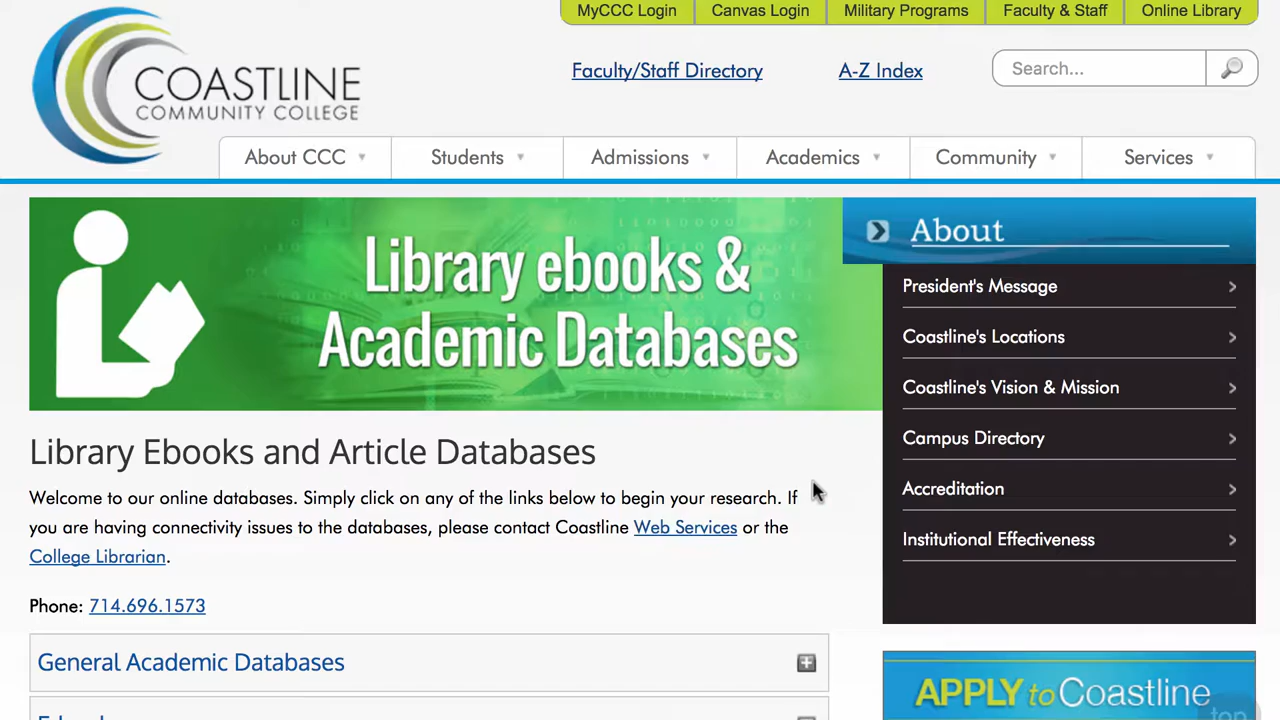 MyCCC Login
Canvas Login
Military Programs
Faculty & Staff
Online Library
COASTLINE
COMMUNITY COLLEGE
Faculty/Staff Directory
A-Z Index
Search...
About CCC
Students
Admissions
Academics
Community
Services
Library ebooks &
Academic Databases
About
President's Message
Coastline's Locations
Coastline's Vision & Mission
Campus Directory
Accreditation
Institutional Effectiveness
Library Ebooks and Article Databases
Welcome to our online databases. Simply click on any of the links below to begin your research. If
you are having connectivity issues to the databases, please contact Coastline Web Services or the
College Librarian.
Phone: 714.696.1573
General Academic Databases
APPLY to Coastline
top